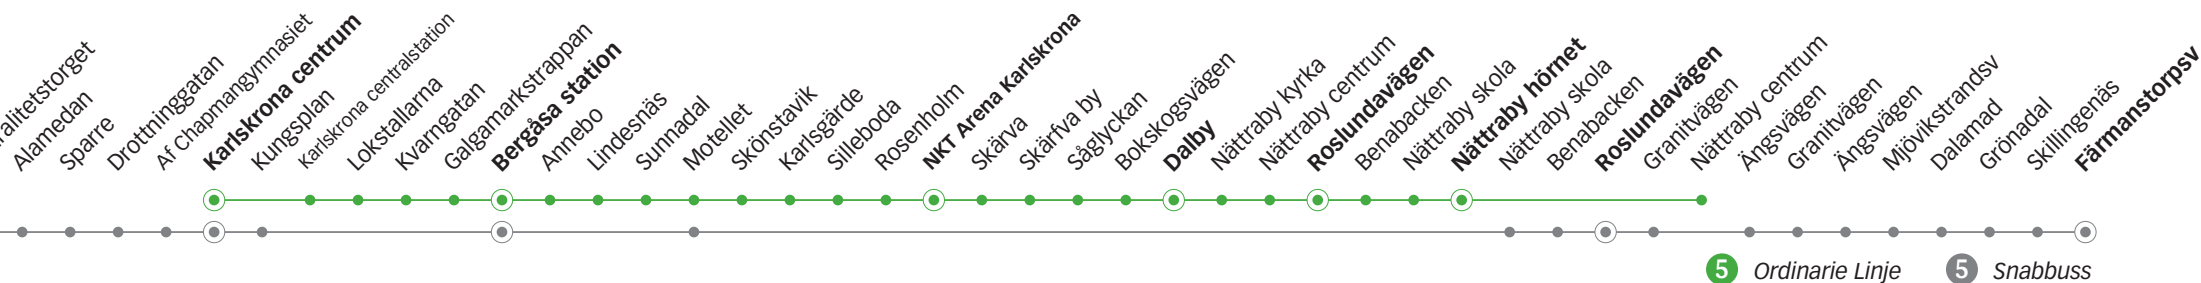 alitetstorget
Alamedan
Sparre
Drottninggatan
Af Chapmangymnasiet
Karlskrona centrum
Kungsplan
Karlskrona centralstation
Lokstallarna
Kvarngatan
Galgamarkstrappan
Bergåsa station
Annebo
Lindesnäs
Sunnadal
Motellet
Skönstavik
Karlsgärde
Silleboda
Rosenholm
NKT Arena Karlskrona
Skärva
Skärfva by
Såglyckan
Bokskogsvägen
Dalby
Nättraby kyrka
Nättraby centrum
Roslundavägen
Benabacken
Nättraby skola
Nättraby hörnet
Nättraby skola
Benabacken
Roslundavägen
Granitvägen
Nättraby centrum
Ängsvägen
Granitvägen
Ängsvägen
Mjövikstrandsv
Dalamad
Grönadal
Skillingenäs
Färmanstorpsv
5 Ordinarie Linje
5 Snabbuss